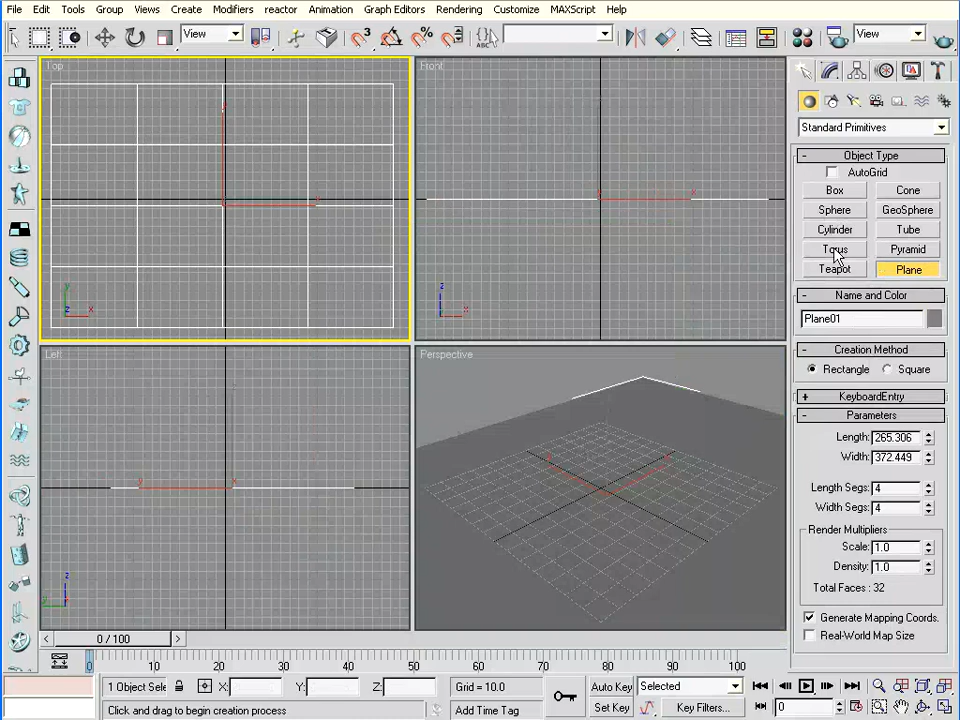 File Edit Tools Group Views Create Modifiers reactor Animation Graph Editors Rendering Customize MAXScript Help
View 3 % {ABC View
Top Front
Standard Primitives
- Object Type
AutoGrid
Box Cone
Sphere GeoSphere
Cylinder Tube
Torus Pyramid
Teapot Plane
- Name and Color
Plane01
- Creation Method
Rectangle Square
+ KeyboardEntry
- Parameters
Length: 265.306
Width: 372.449
Length Segs: 4
Width Segs: 4
Render Multipliers
Scale: 1.0
Density: 1.0
Total Faces : 32
Generate Mapping Coords.
Real-World Map Size
x x x
z x z x
Left Perspective
y x
z
y
< 0 / 100 >
0 10 20 30 40 50 60 70 80 90 100
1 Object Sele X: Y: Z: Grid = 10.0 Auto Key Selected
Click and drag to begin creation process Add Time Tag Set Key Key Filters... 0